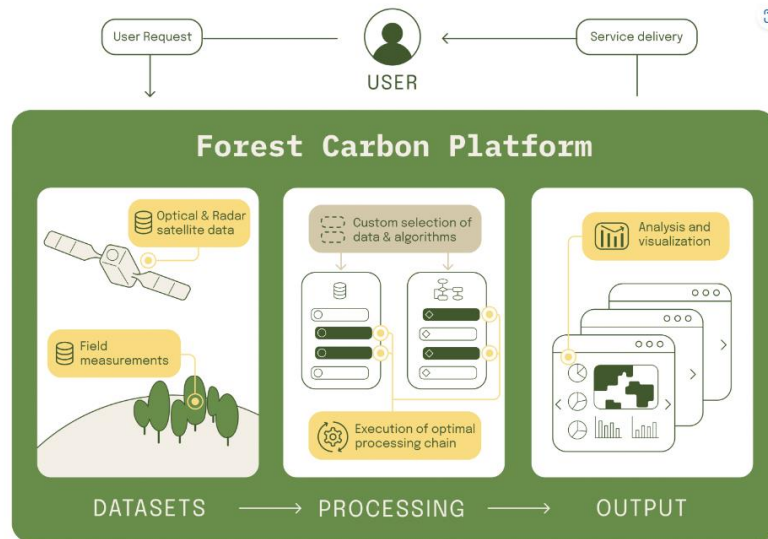 User Request
Service delivery
USER
Forest Carbon Platform
Optical & Radar
satellite data
Field
measurements
Custom selection of
data & algorithms
Execution of optimal
processing chain
Analysis and
visualization
DATASETS
PROCESSING
OUTPUT